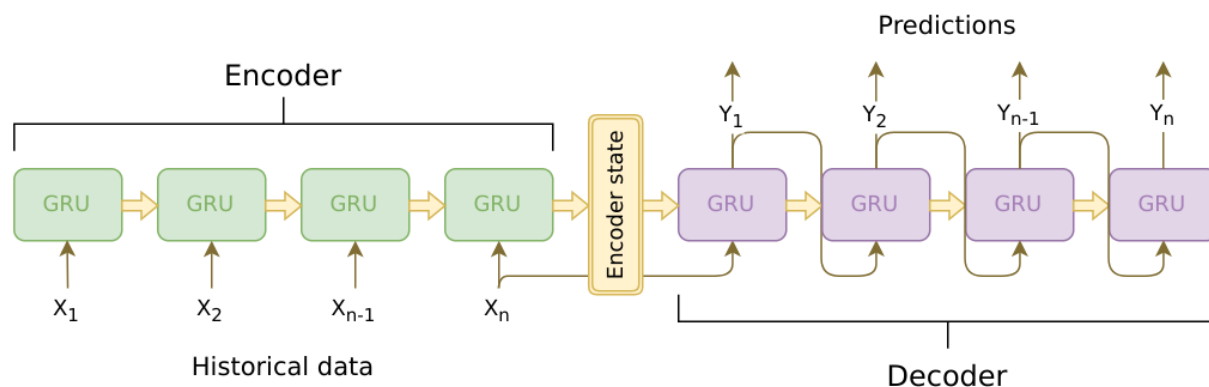 Predictions
Encoder
Y1 Y2 Yn-1 Yn
GRU GRU GRU GRU Encoder state GRU GRU GRU GRU
X1 X2 Xn-1 Xn
Historical data
Decoder